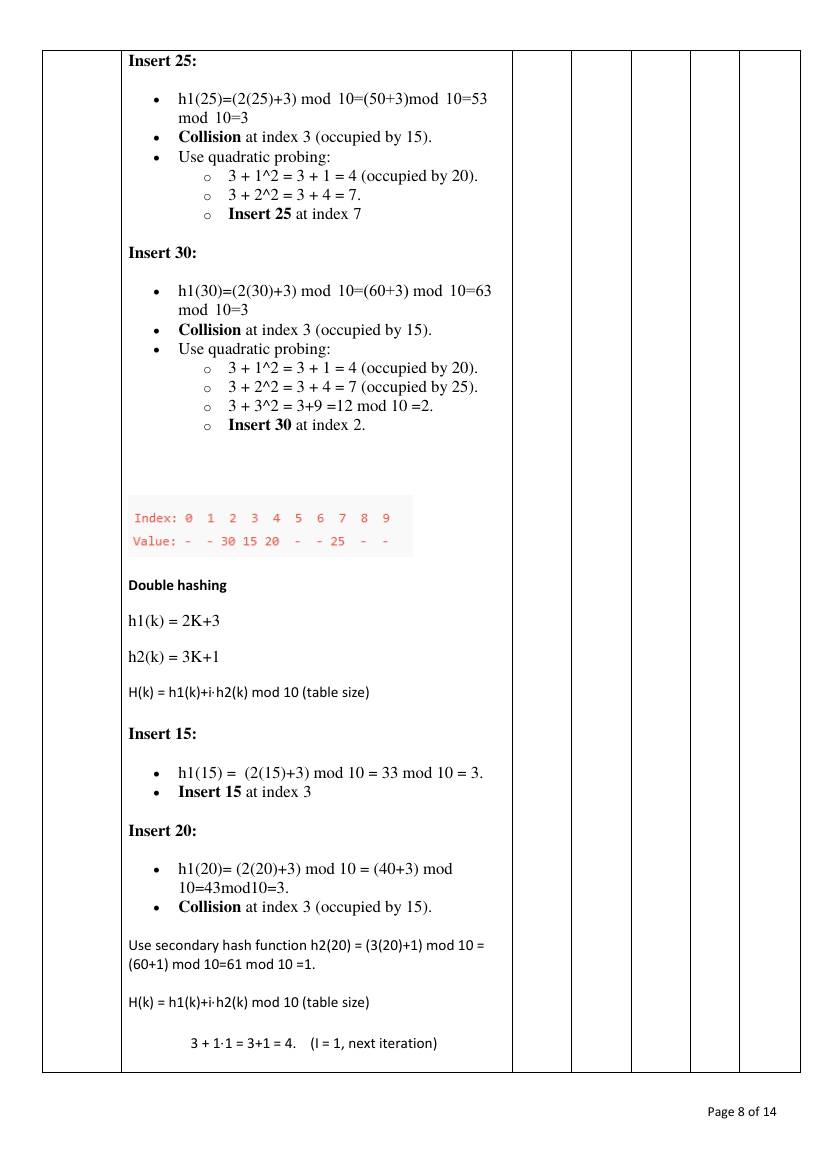 Insert 25:
• h1(25)=(2(25)+3) mod 10=(50+3)mod 10=53
mod 10=3
• Collision at index 3 (occupied by 15).
• Use quadratic probing:
o 3 + 1^2 = 3 + 1 = 4 (occupied by 20).
o 3 + 2^2 = 3 + 4 = 7.
o Insert 25 at index 7
Insert 30:
• h1(30)=(2(30)+3) mod 10=(60+3) mod 10=63
mod 10=3
• Collision at index 3 (occupied by 15).
• Use quadratic probing:
o 3 + 1^2 = 3 + 1 = 4 (occupied by 20).
o 3 + 2^2 = 3 + 4 = 7 (occupied by 25).
o 3 + 3^2 = 3+9 =12 mod 10 =2.
o Insert 30 at index 2.
Index: 0 1 2 3 4 5 6 7 8 9
Value: - - 30 15 20 - - 25 - -
Double hashing
h1(k) = 2K+3
h2(k) = 3K+1
H(k) = h1(k)+i·h2(k) mod 10 (table size)
Insert 15:
• h1(15) = (2(15)+3) mod 10 = 33 mod 10 = 3.
• Insert 15 at index 3
Insert 20:
• h1(20)= (2(20)+3) mod 10 = (40+3) mod
10=43mod10=3.
• Collision at index 3 (occupied by 15).
Use secondary hash function h2(20) = (3(20)+1) mod 10 =
(60+1) mod 10=61 mod 10 =1.
H(k) = h1(k)+i·h2(k) mod 10 (table size)
3 + 1·1 = 3+1 = 4. (I = 1, next iteration)
Page 8 of 14